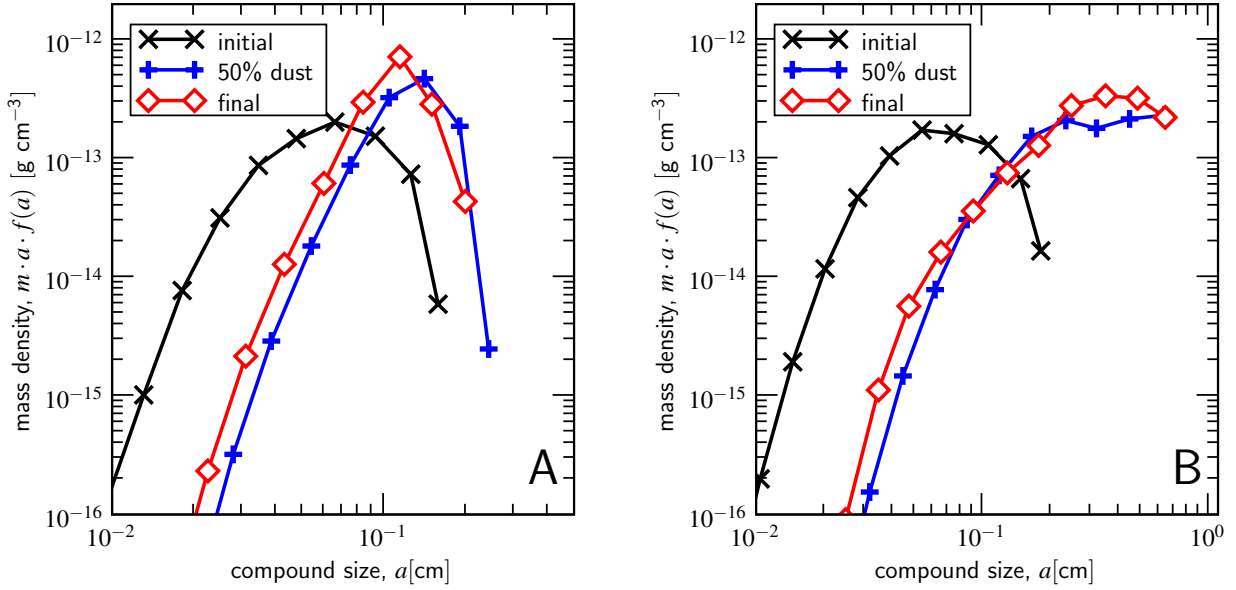 10⁻¹²
10⁻¹³
10⁻¹⁴
10⁻¹⁵
10⁻¹⁶
mass density, m · a · f(a) [g cm⁻³]
initial
50% dust
final
A
10⁻²
10⁻¹
compound size, a[cm]
10⁻¹²
10⁻¹³
10⁻¹⁴
10⁻¹⁵
10⁻¹⁶
mass density, m · a · f(a) [g cm⁻³]
initial
50% dust
final
B
10⁻²
10⁻¹
10⁰
compound size, a[cm]